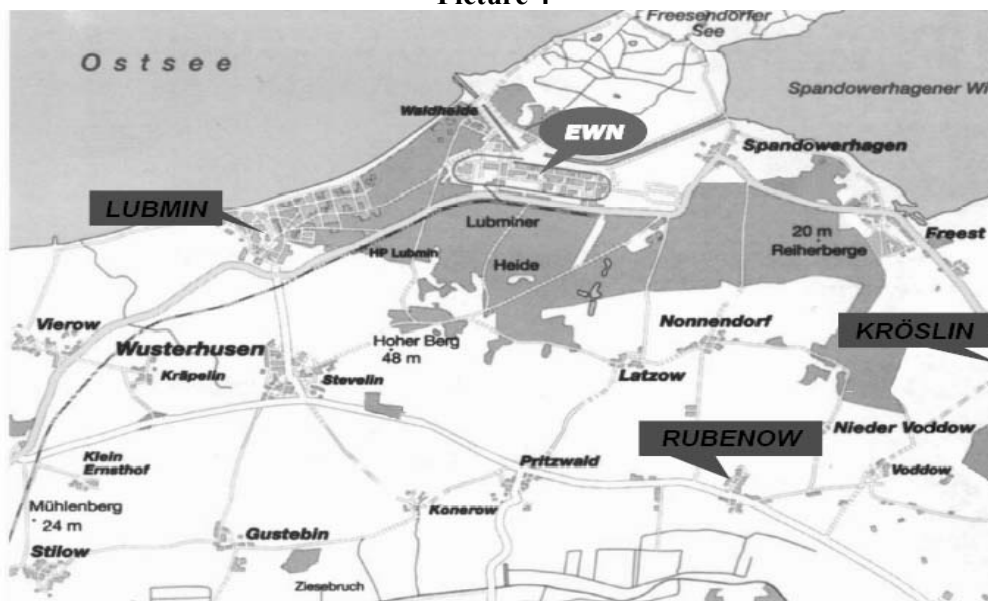 Picture 4
Freesendorfer
See
Ostsee
Spandowerhagener Wi
Waldheide
EWN
Spandowerhagen
LUBMIN
Lubminer
HP Lubmin
Heide
20 m
Reiherberge
Freest
Vierow
Wusterhusen
Kräpelin
Stevelin
Hoher Berg
48 m
Nonnendorf
KRÖSLIN
Latzow
RUBENOW
Nieder Voddow
Voddow
Klein
Ernsthof
Pritzwald
Mühlenberg
24 m
Konerow
Gustebin
Stilow
Ziesebruch